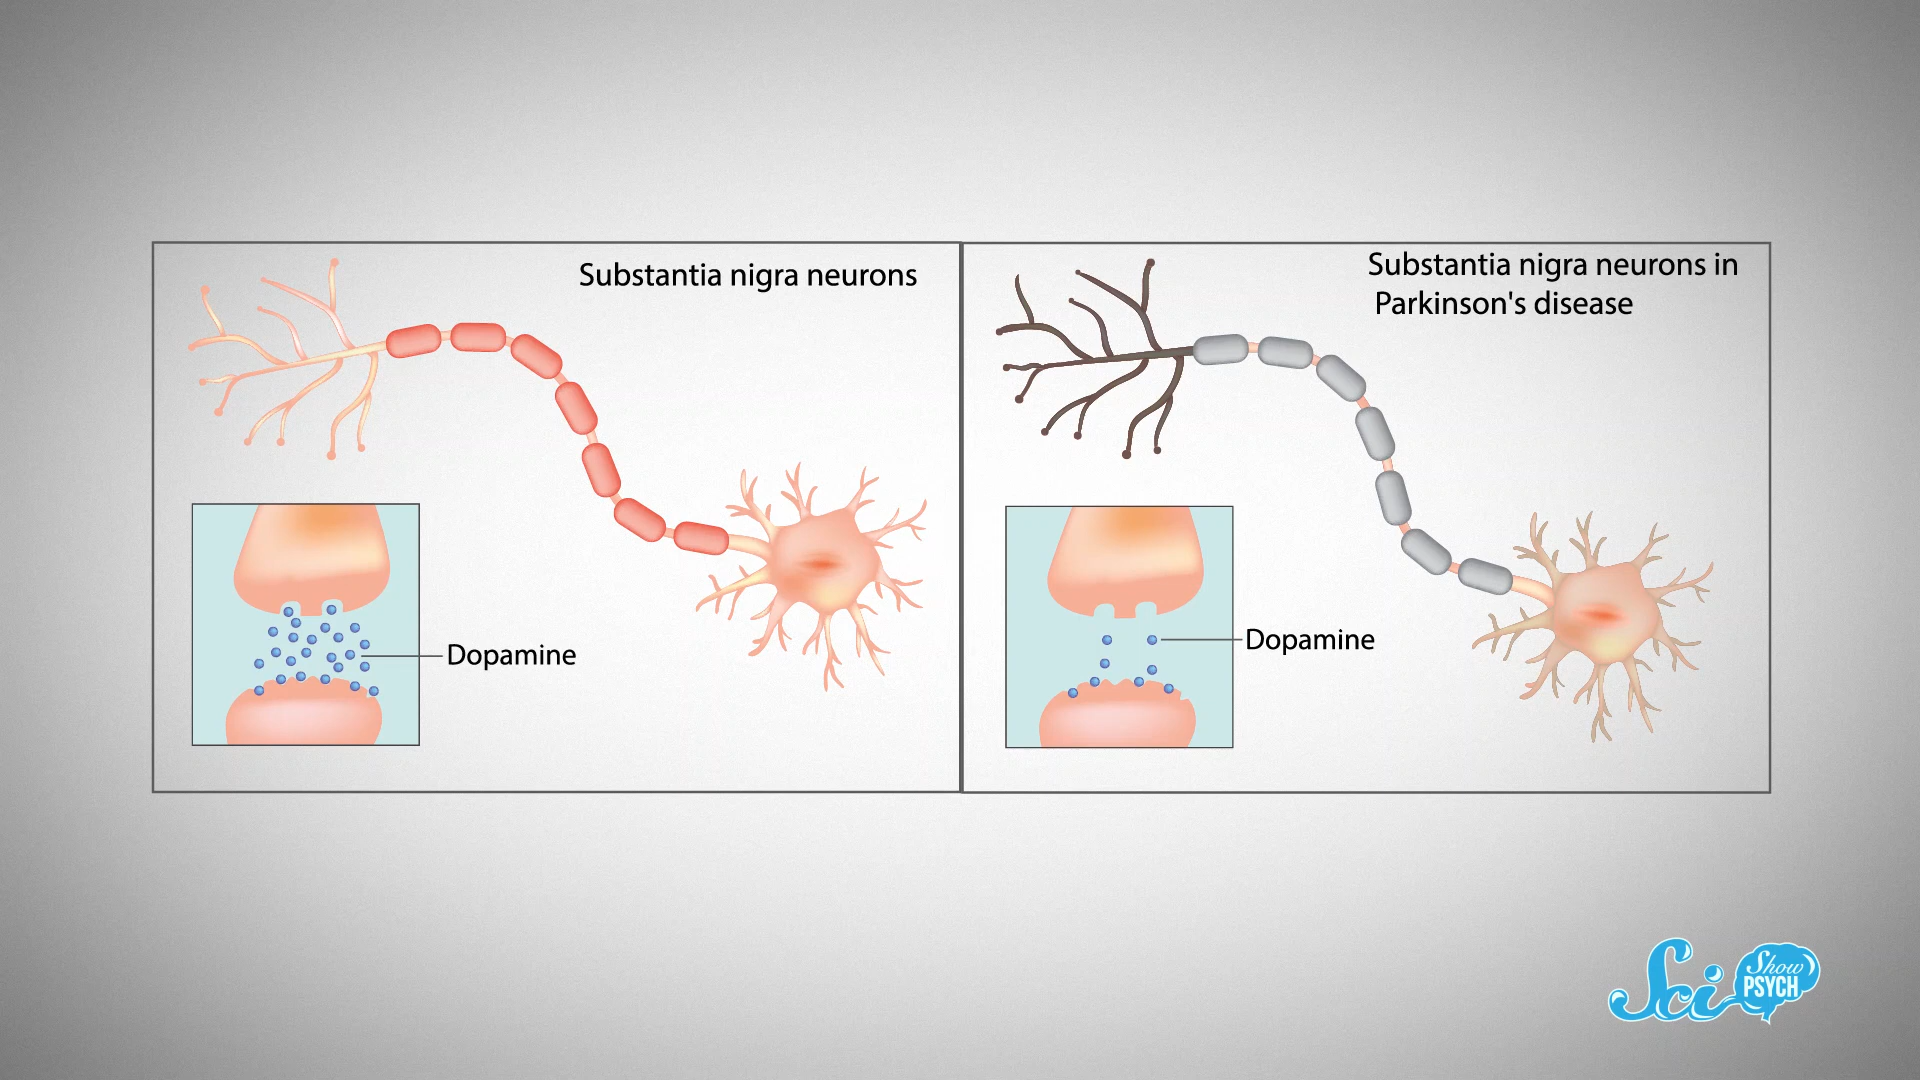 Substantia nigra neurons
Dopamine
Substantia nigra neurons in
Parkinson's disease
Dopamine
Sci
Show
PSYCH